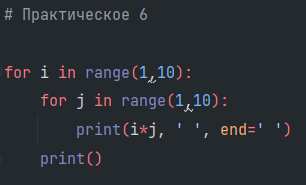 # Практическое 6
for i in range(1,10):
    for j in range(1,10):
        print(i*j, ' ', end=' ')
    print()